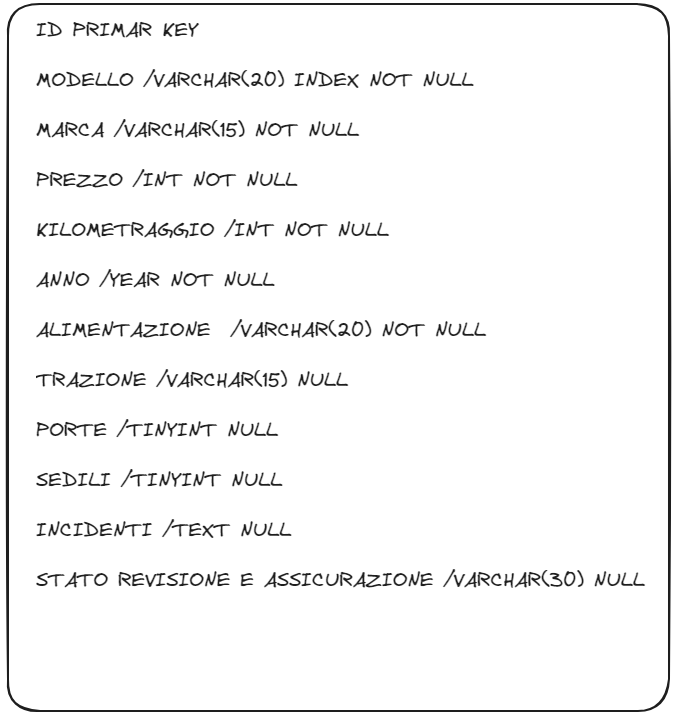 ID PRIMAR KEY
MODELLO /VARCHAR(20) INDEX NOT NULL
MARCA /VARCHAR(15) NOT NULL
PREZZO /INT NOT NULL
KILOMETRAGGIO /INT NOT NULL
ANNO /YEAR NOT NULL
ALIMENTAZIONE /VARCHAR(20) NOT NULL
TRAZIONE /VARCHAR(15) NULL
PORTE /TINYINT NULL
SEDILI /TINYINT NULL
INCIDENTI /TEXT NULL
STATO REVISIONE E ASSICURAZIONE /VARCHAR(30) NULL